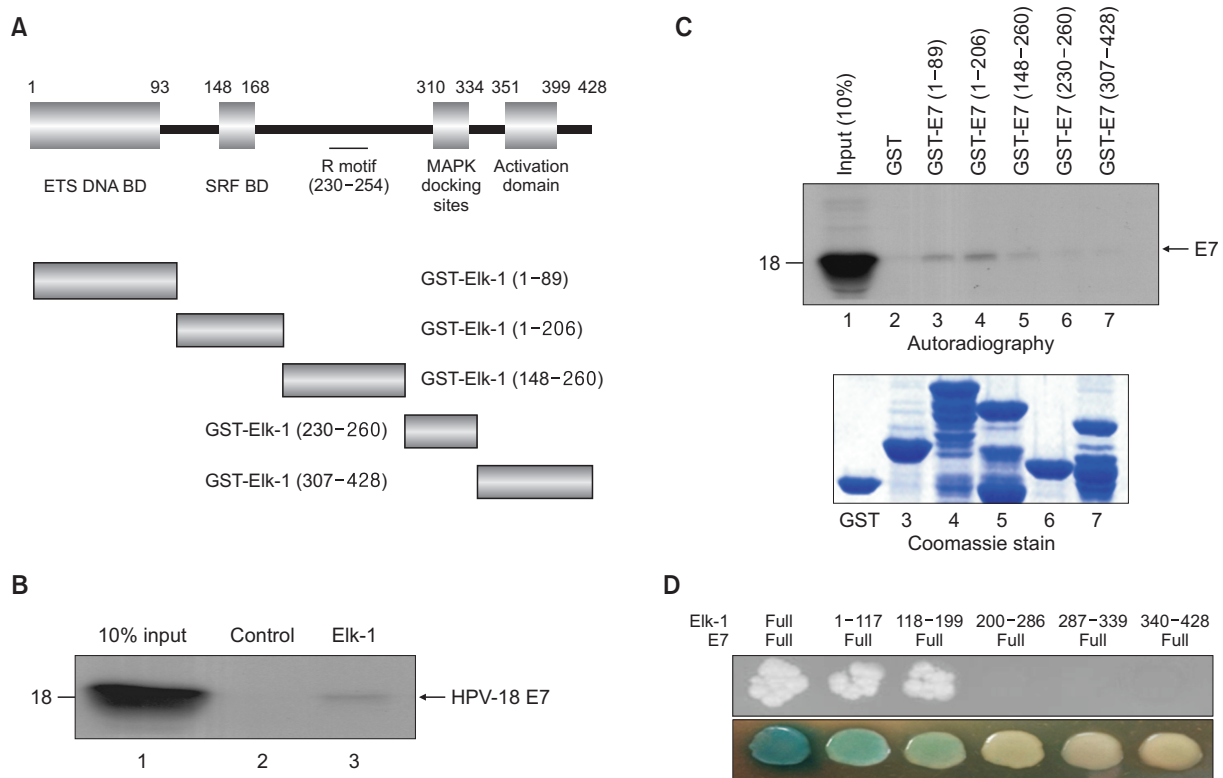 A
1 93 148 168 310 334 351 399 428
ETS DNA BD
SRF BD
R motif
(230–254)
MAPK
docking
sites
Activation
domain
GST-Elk-1 (1–89)
GST-Elk-1 (1–206)
GST-Elk-1 (148–260)
GST-Elk-1 (230–260)
GST-Elk-1 (307–428)
B
10% input Control Elk-1
18 HPV-18 E7
1 2 3
C
Input (10%)
GST
GST-E7 (1–89)
GST-E7 (1–206)
GST-E7 (148–260)
GST-E7 (230–260)
GST-E7 (307–428)
18 E7
1 2 3 4 5 6 7
Autoradiography
GST 3 4 5 6 7
Coomassie stain
D
Elk-1 Full 1–117 118–199 200–286 287–339 340–428
E7 Full Full Full Full Full Full